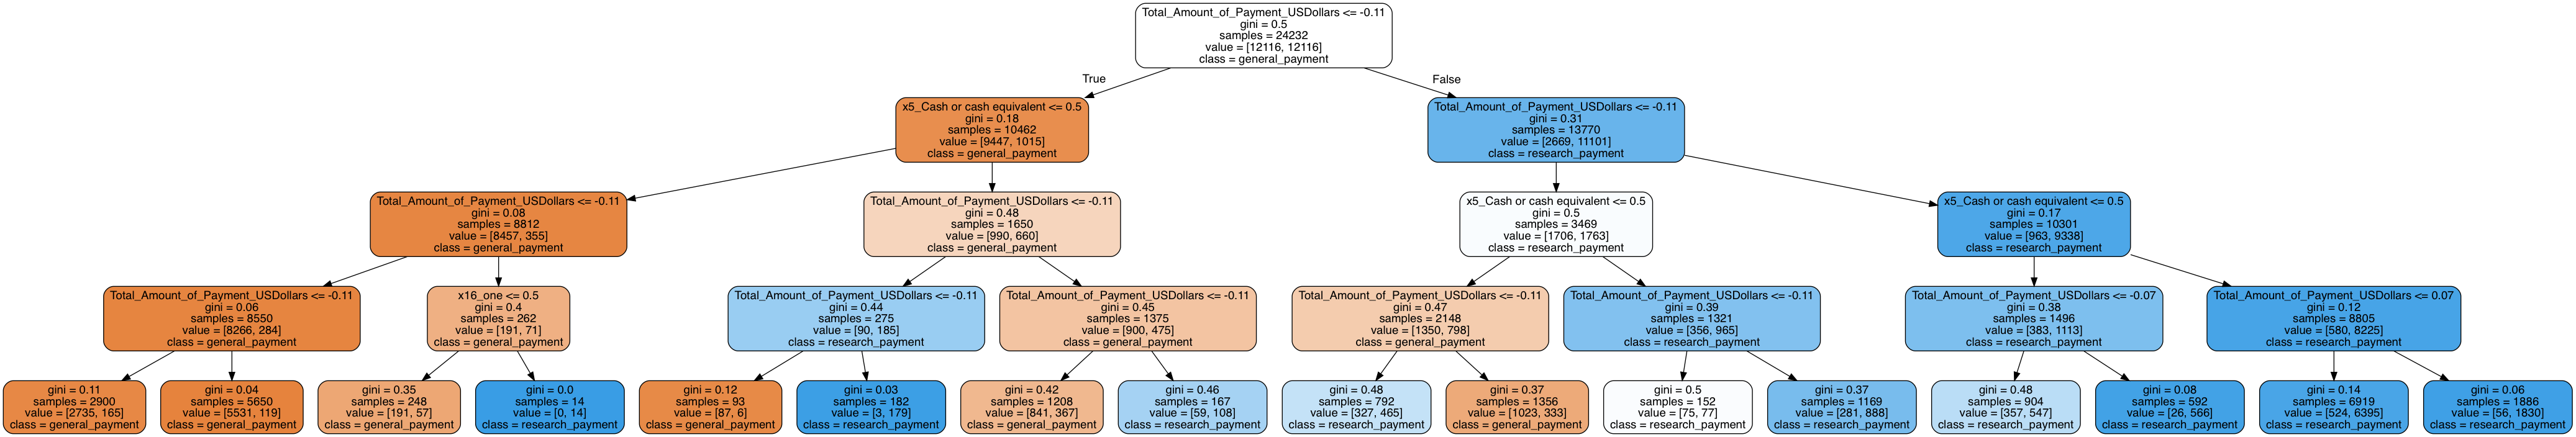 Total_Amount_of_Payment_USDollars <= -0.11
gini = 0.5
samples = 24232
value = [12116, 12116]
class = general_payment
True
False
x5_Cash or cash equivalent <= 0.5
gini = 0.18
samples = 10462
value = [9447, 1015]
class = general_payment
Total_Amount_of_Payment_USDollars <= -0.11
gini = 0.31
samples = 13770
value = [2669, 11101]
class = research_payment
Total_Amount_of_Payment_USDollars <= -0.11
gini = 0.08
samples = 8812
value = [8457, 355]
class = general_payment
Total_Amount_of_Payment_USDollars <= -0.11
gini = 0.48
samples = 1650
value = [990, 660]
class = general_payment
x5_Cash or cash equivalent <= 0.5
gini = 0.5
samples = 3469
value = [1706, 1763]
class = research_payment
x5_Cash or cash equivalent <= 0.5
gini = 0.17
samples = 10301
value = [963, 9338]
class = research_payment
Total_Amount_of_Payment_USDollars <= -0.11
gini = 0.06
samples = 8550
value = [8266, 284]
class = general_payment
x16_one <= 0.5
gini = 0.4
samples = 262
value = [191, 71]
class = general_payment
Total_Amount_of_Payment_USDollars <= -0.11
gini = 0.44
samples = 275
value = [90, 185]
class = research_payment
Total_Amount_of_Payment_USDollars <= -0.11
gini = 0.45
samples = 1375
value = [900, 475]
class = general_payment
Total_Amount_of_Payment_USDollars <= -0.11
gini = 0.47
samples = 2148
value = [1350, 798]
class = general_payment
Total_Amount_of_Payment_USDollars <= -0.11
gini = 0.39
samples = 1321
value = [356, 965]
class = research_payment
Total_Amount_of_Payment_USDollars <= -0.07
gini = 0.38
samples = 1496
value = [383, 1113]
class = research_payment
Total_Amount_of_Payment_USDollars <= 0.07
gini = 0.12
samples = 8805
value = [580, 8225]
class = research_payment
gini = 0.11
samples = 2900
value = [2735, 165]
class = general_payment
gini = 0.04
samples = 5650
value = [5531, 119]
class = general_payment
gini = 0.35
samples = 248
value = [191, 57]
class = general_payment
gini = 0.0
samples = 14
value = [0, 14]
class = research_payment
gini = 0.12
samples = 93
value = [87, 6]
class = general_payment
gini = 0.03
samples = 182
value = [3, 179]
class = research_payment
gini = 0.42
samples = 1208
value = [841, 367]
class = general_payment
gini = 0.46
samples = 167
value = [59, 108]
class = research_payment
gini = 0.48
samples = 792
value = [327, 465]
class = research_payment
gini = 0.37
samples = 1356
value = [1023, 333]
class = general_payment
gini = 0.5
samples = 152
value = [75, 77]
class = research_payment
gini = 0.37
samples = 1169
value = [281, 888]
class = research_payment
gini = 0.48
samples = 904
value = [357, 547]
class = research_payment
gini = 0.08
samples = 592
value = [26, 566]
class = research_payment
gini = 0.14
samples = 6919
value = [524, 6395]
class = research_payment
gini = 0.06
samples = 1886
value = [56, 1830]
class = research_payment